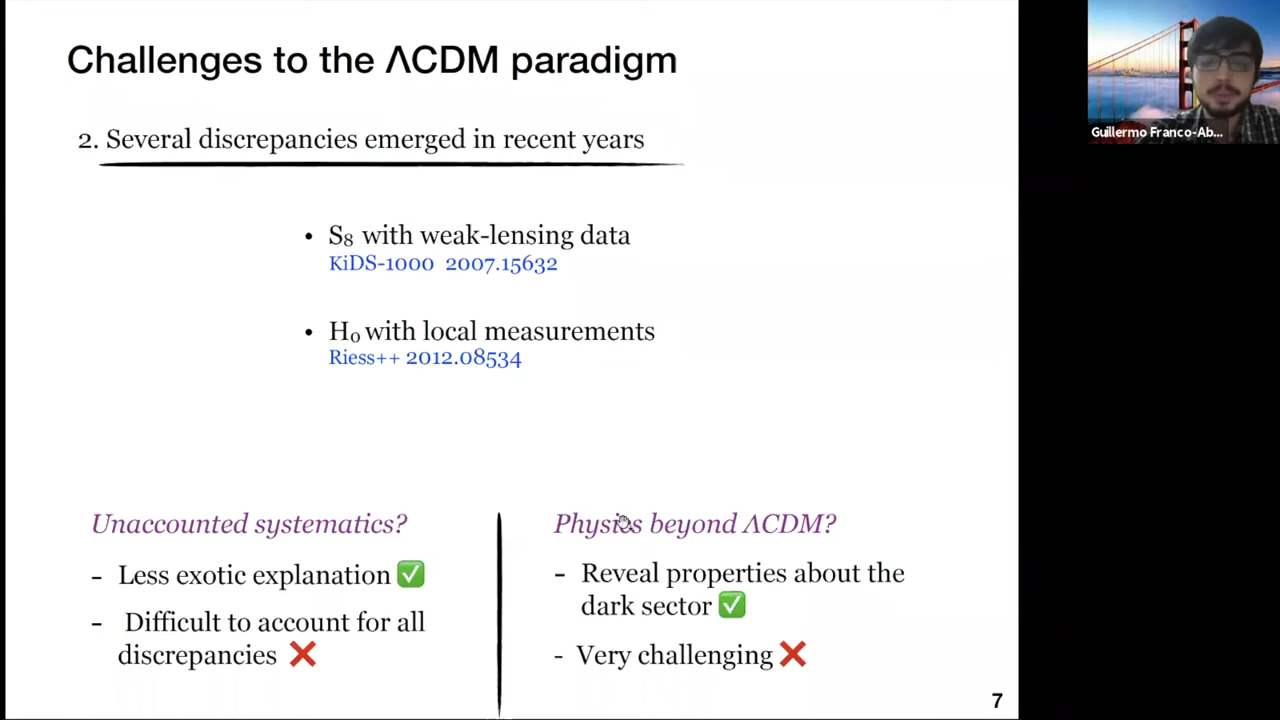 Challenges to the ΛCDM paradigm
2. Several discrepancies emerged in recent years
• S₈ with weak-lensing data
KiDS-1000 2007.15632
• H₀ with local measurements
Riess++ 2012.08534
Unaccounted systematics?
- Less exotic explanation ✅
- Difficult to account for all
discrepancies ❌
Physics beyond ΛCDM?
- Reveal properties about the
dark sector ✅
- Very challenging ❌
7
Guillermo Franco-Ab...